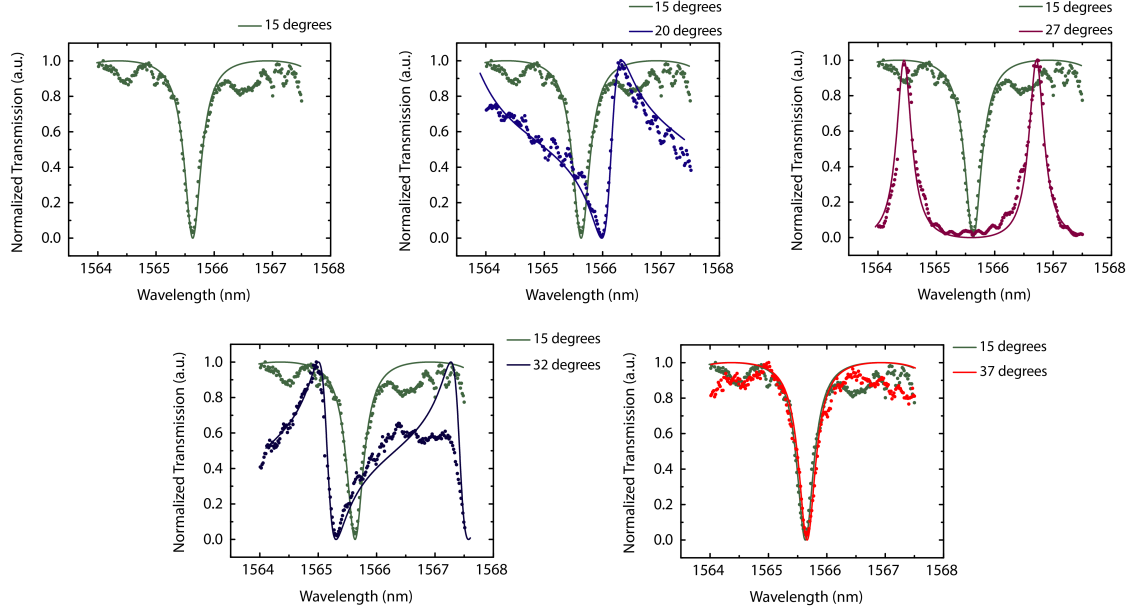 15 degrees
Normalized Transmission (a.u.)
1.0
0.8
0.6
0.4
0.2
0.0
1564 1565 1566 1567 1568
Wavelength (nm)
15 degrees
20 degrees
Normalized Transmission (a.u.)
1.0
0.8
0.6
0.4
0.2
0.0
1564 1565 1566 1567 1568
Wavelength (nm)
15 degrees
27 degrees
Normalized Transmission (a.u.)
1.0
0.8
0.6
0.4
0.2
0.0
1564 1565 1566 1567 1568
Wavelength (nm)
15 degrees
32 degrees
Normalized Transmission (a.u.)
1.0
0.8
0.6
0.4
0.2
0.0
1564 1565 1566 1567 1568
Wavelength (nm)
15 degrees
37 degrees
Normalized Transmission (a.u.)
1.0
0.8
0.6
0.4
0.2
0.0
1564 1565 1566 1567 1568
Wavelength (nm)